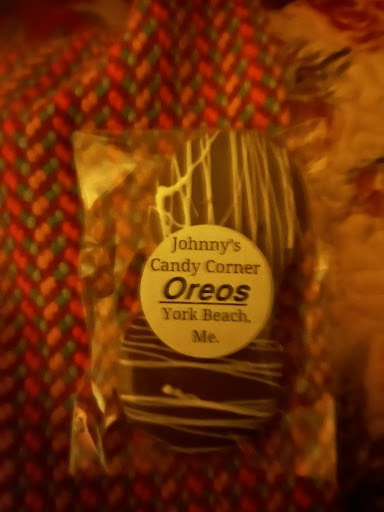 Johnny's
Candy Corner
Oreos
York Beach,
Me.